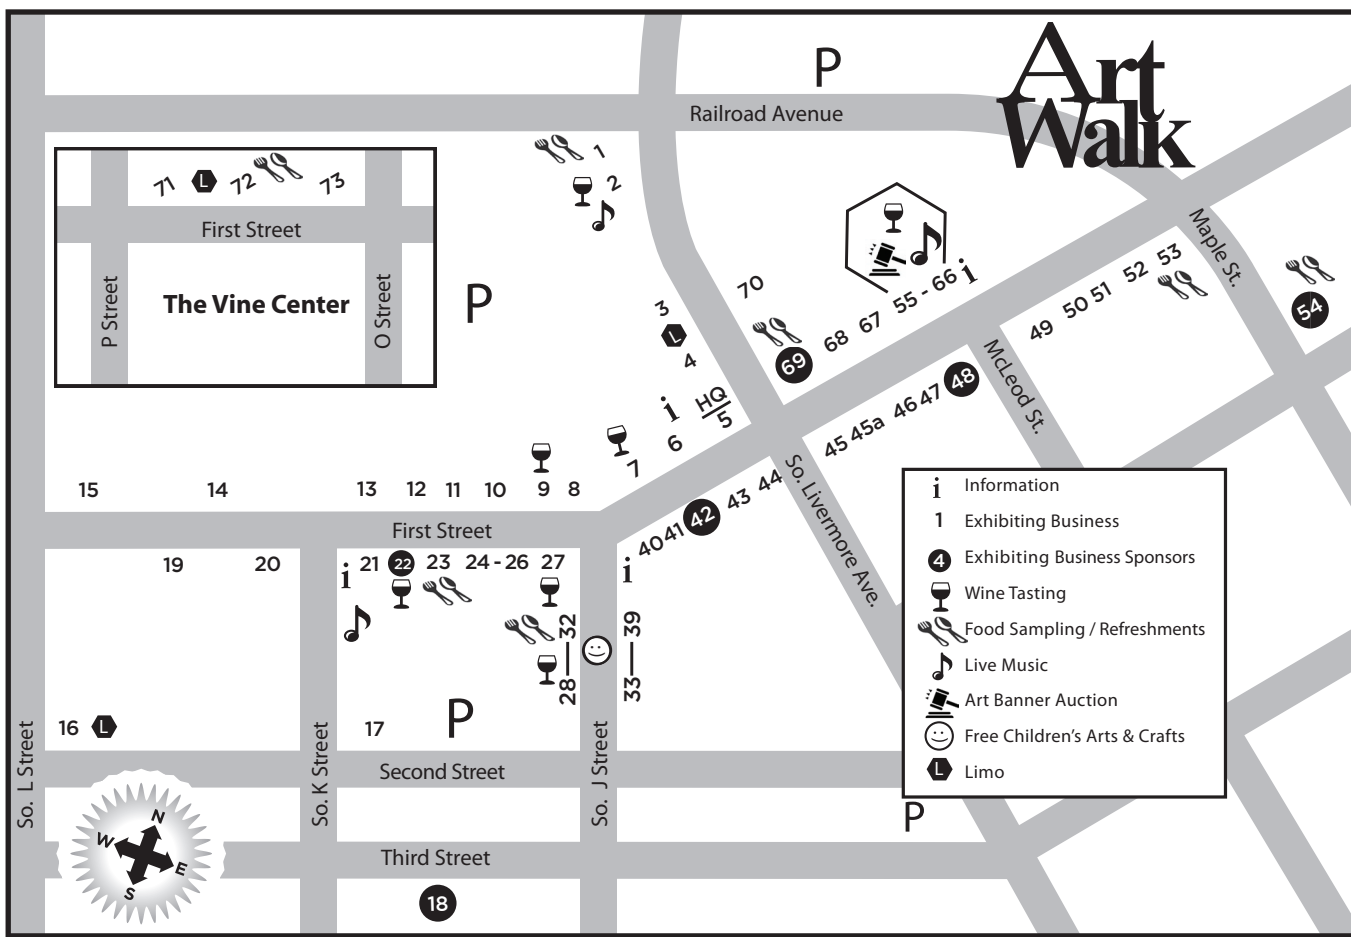 Art
Walk
P
Railroad Avenue
1
2
71 L 72 73
First Street
P Street
The Vine Center
O Street
P
3
L
4
i
HQ
5
6
7
70
69
68
67
55 - 66
i
Maple St.
53
52
51
50
49
54
McLeod St.
48
47
46
45a
45
44
43
42
41
40
So. Livermore Ave.
15
14
13
12
11
10
9
8
First Street
19
20
i
21
22
23
24 - 26
27
i
28 — 32
33 — 39
16
L
17
P
So. L Street
So. K Street
So. J Street
Second Street
P
Third Street
18
N
W
E
S
i Information
1 Exhibiting Business
4 Exhibiting Business Sponsors
Wine Tasting
Food Sampling / Refreshments
Live Music
Art Banner Auction
Free Children's Arts & Crafts
L Limo